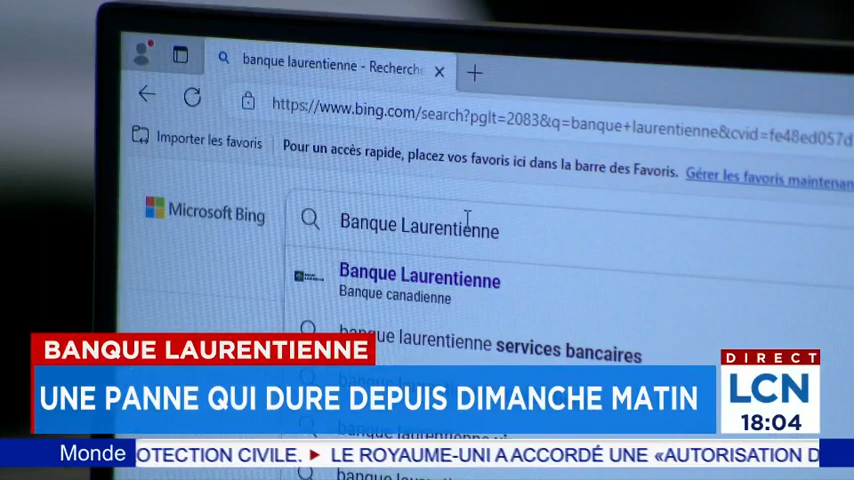 banque laurentienne - Recherche
https://www.bing.com/search?pglt=2083&q=banque+laurentienne&cvid=fe48ed057d
Importer les favoris
Pour un accès rapide, placez vos favoris ici dans la barre des Favoris. Gérer les favoris maintenant
Microsoft Bing
Banque Laurentienne
Banque Laurentienne
Banque canadienne
banque laurentienne services bancaires
BANQUE LAURENTIENNE
UNE PANNE QUI DURE DEPUIS DIMANCHE MATIN
DIRECT
LCN
18:04
Monde
OTECTION CIVILE. ► LE ROYAUME-UNI A ACCORDÉ UNE «AUTORISATION D
banque lau